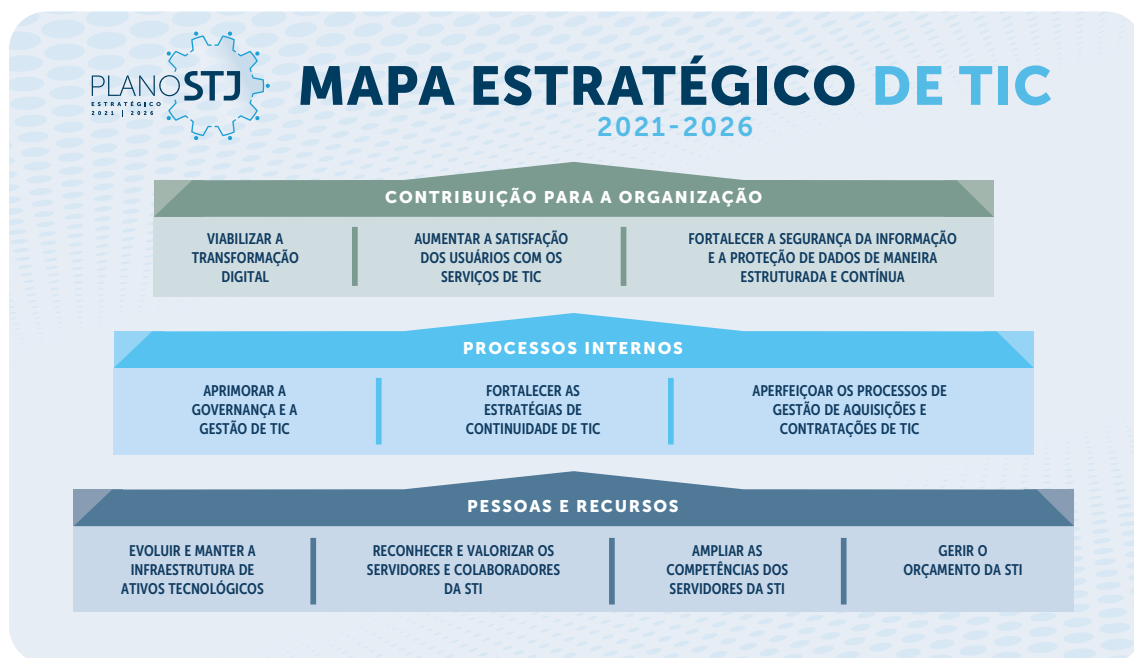 PLANO STJ
ESTRATÉGICO
2021 | 2026
MAPA ESTRATÉGICO DE TIC
2021-2026
CONTRIBUIÇÃO PARA A ORGANIZAÇÃO
VIABILIZAR A
TRANSFORMAÇÃO
DIGITAL
AUMENTAR A SATISFAÇÃO
DOS USUÁRIOS COM OS
SERVIÇOS DE TIC
FORTALECER A SEGURANÇA DA INFORMAÇÃO
E A PROTEÇÃO DE DADOS DE MANEIRA
ESTRUTURADA E CONTÍNUA
PROCESSOS INTERNOS
APRIMORAR A
GOVERNANÇA E A
GESTÃO DE TIC
FORTALECER AS
ESTRATÉGIAS DE
CONTINUIDADE DE TIC
APERFEIÇOAR OS PROCESSOS DE
GESTÃO DE AQUISIÇÕES E
CONTRATAÇÕES DE TIC
PESSOAS E RECURSOS
EVOLUIR E MANTER A
INFRAESTRUTURA DE
ATIVOS TECNOLÓGICOS
RECONHECER E VALORIZAR OS
SERVIDORES E COLABORADORES
DA STI
AMPLIAR AS
COMPETÊNCIAS DOS
SERVIDORES DA STI
GERIR O
ORÇAMENTO DA STI